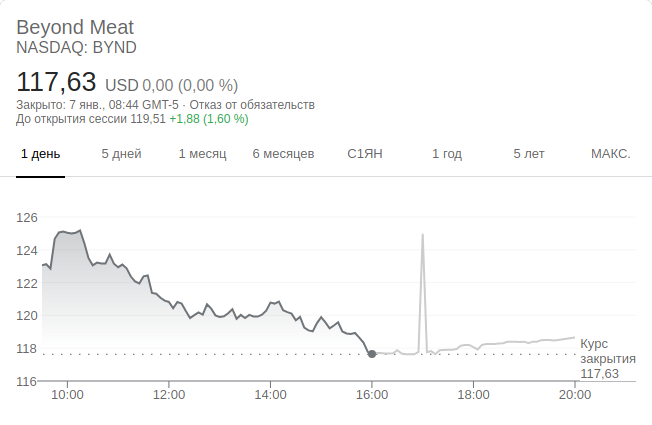 Beyond Meat
NASDAQ: BYND
117,63 USD 0,00 (0,00 %)
Закрыто: 7 янв., 08:44 GMT-5 · Отказ от обязательств
До открытия сессии 119,51 +1,88 (1,60 %)
1 день 5 дней 1 месяц 6 месяцев С1ЯН 1 год 5 лет МАКС.
126
124
122
120
118
116
Курс
закрытия
117,63
10:00 12:00 14:00 16:00 18:00 20:00